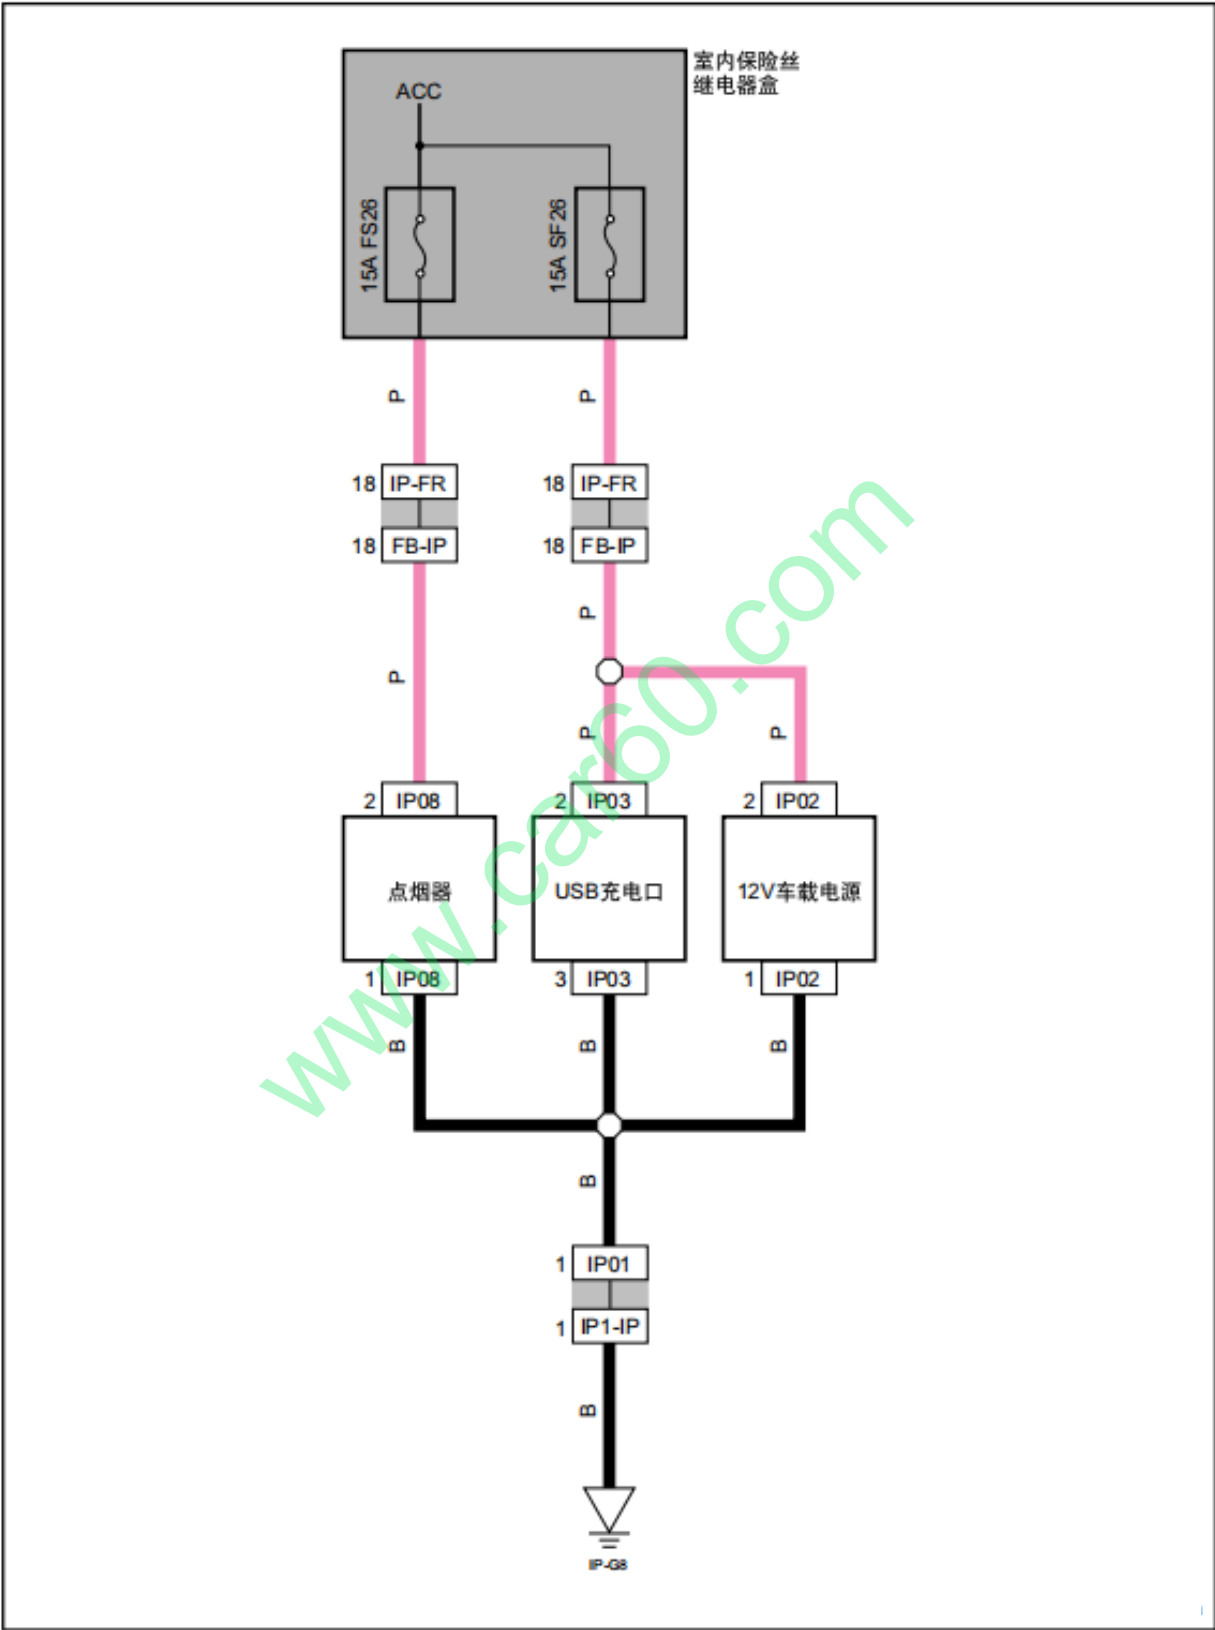 室内保险丝
继电器盒
ACC
15A FS26
15A SF26
P
P
18 IP-FR
18 IP-FR
18 FB-IP
18 FB-IP
P
P
P
P
2 IP08
2 IP03
2 IP02
点烟器
USB充电口
12V车载电源
1 IP08
3 IP03
1 IP02
B
B
B
B
1 IP01
1 IP1-IP
B
IP-G8
www.car60.com